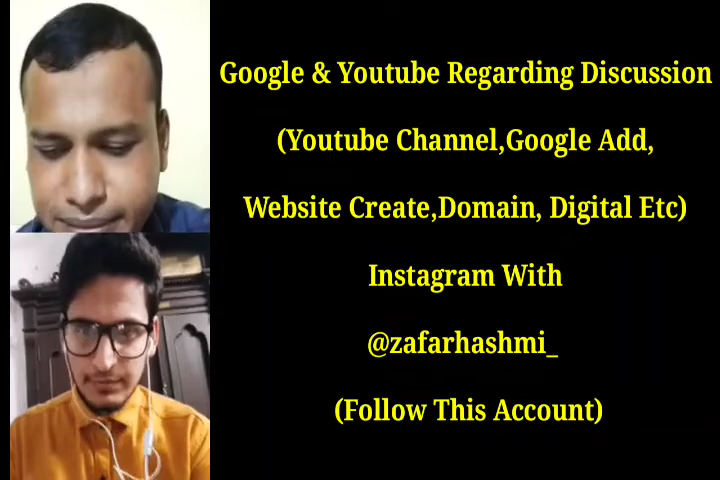 Google & Youtube Regarding Discussion
(Youtube Channel,Google Add,
Website Create,Domain, Digital Etc)
Instagram With
@zafarhashmi_
(Follow This Account)